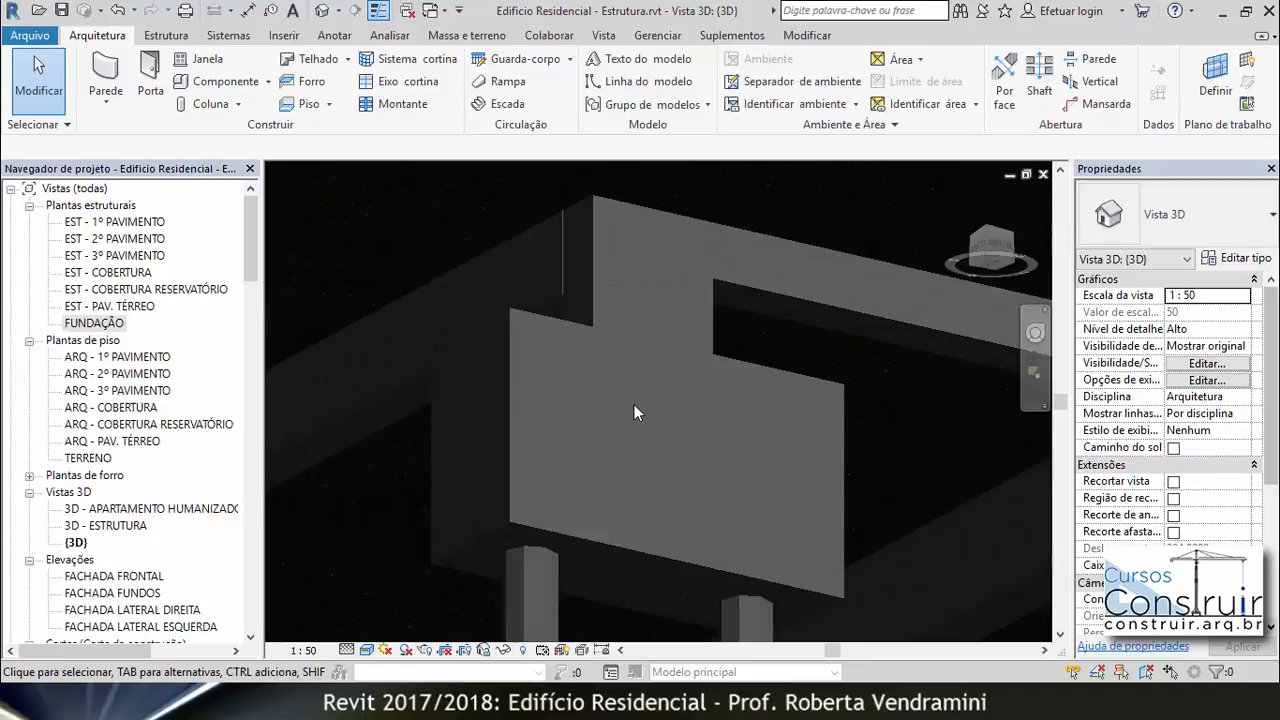 Edificio Residencial - Estrutura.rvt - Vista 3D: {3D}
Digite palavra-chave ou frase
Efetuar login
Arquivo
Arquitetura
Estrutura
Sistemas
Inserir
Anotar
Analisar
Massa e terreno
Colaborar
Vista
Gerenciar
Suplementos
Modificar
Modificar
Selecionar
Parede
Porta
Janela
Componente
Coluna
Telhado
Forro
Piso
Sistema cortina
Eixo cortina
Montante
Construir
Guarda-corpo
Rampa
Escada
Circulação
Texto do modelo
Linha do modelo
Grupo de modelos
Modelo
Ambiente
Separador de ambiente
Identificar ambiente
Área
Limite de área
Identificar área
Ambiente e Área
Por
face
Shaft
Parede
Vertical
Mansarda
Abertura
Dados
Definir
Plano de trabalho
Navegador de projeto - Edificio Residencial - E...
Vistas (todas)
Plantas estruturais
EST - 1º PAVIMENTO
EST - 2º PAVIMENTO
EST - 3º PAVIMENTO
EST - COBERTURA
EST - COBERTURA RESERVATÓRIO
EST - PAV. TÉRREO
FUNDAÇÃO
Plantas de piso
ARQ - 1º PAVIMENTO
ARQ - 2º PAVIMENTO
ARQ - 3º PAVIMENTO
ARQ - COBERTURA
ARQ - COBERTURA RESERVATÓRIO
ARQ - PAV. TÉRREO
TERRENO
Plantas de forro
Vistas 3D
3D - APARTAMENTO HUMANIZADO
3D - ESTRUTURA
{3D}
Elevações
FACHADA FRONTAL
FACHADA FUNDOS
FACHADA LATERAL DIREITA
FACHADA LATERAL ESQUERDA
Propriedades
Vista 3D
Vista 3D: {3D}
Editar tipo
Gráficos
Escala da vista 1 : 50
Valor de escal... 50
Nível de detalhe Alto
Visibilidade de... Mostrar original
Visibilidade/S... Editar...
Opções de exi... Editar...
Disciplina Arquitetura
Mostrar linhas... Por disciplina
Estilo de exibi... Nenhum
Caminho do sol
Extensões
Recortar vista
Região de rec...
Recorte de an...
Recorte afasta...
Cursos
Construir
construir.arq.br
Ajuda de propriedades
Aplicar
1 : 50
Clique para selecionar, TAB para alternativas, CTRL adiciona, SHIF
:0
Modelo principal
:0
Revit 2017/2018: Edifício Residencial - Prof. Roberta Vendramini